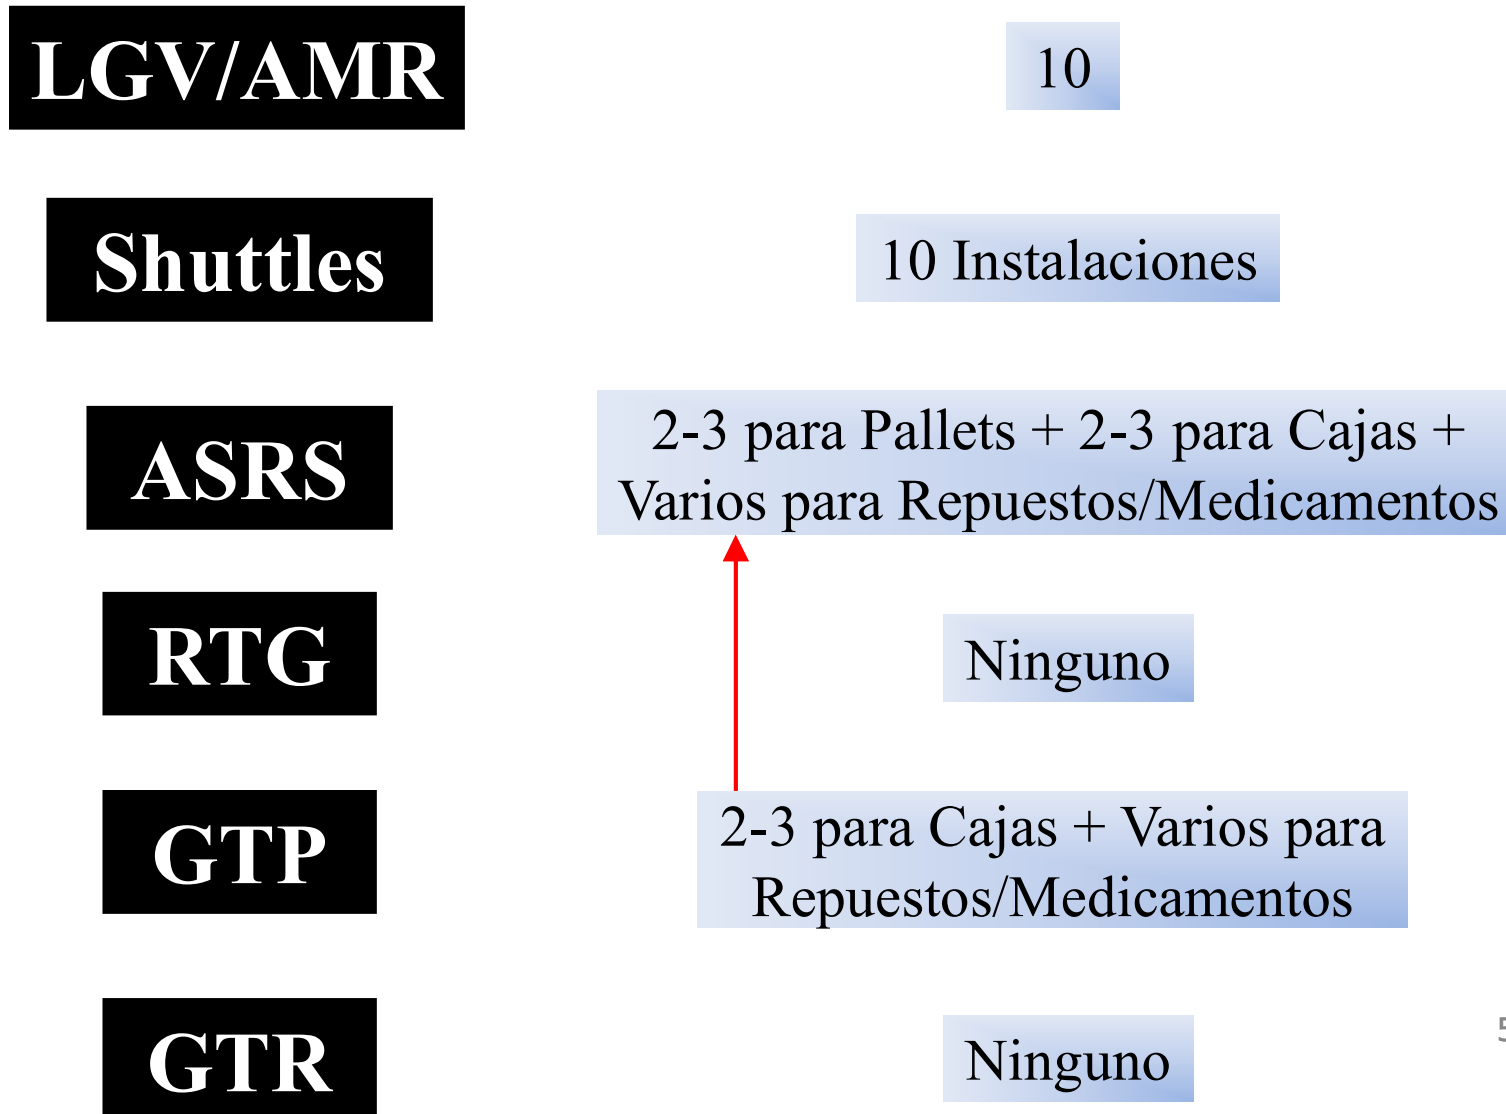 LGV/AMR
10
Shuttles
10 Instalaciones
ASRS
2-3 para Pallets + 2-3 para Cajas +
Varios para Repuestos/Medicamentos
RTG
Ninguno
GTP
2-3 para Cajas + Varios para
Repuestos/Medicamentos
GTR
Ninguno